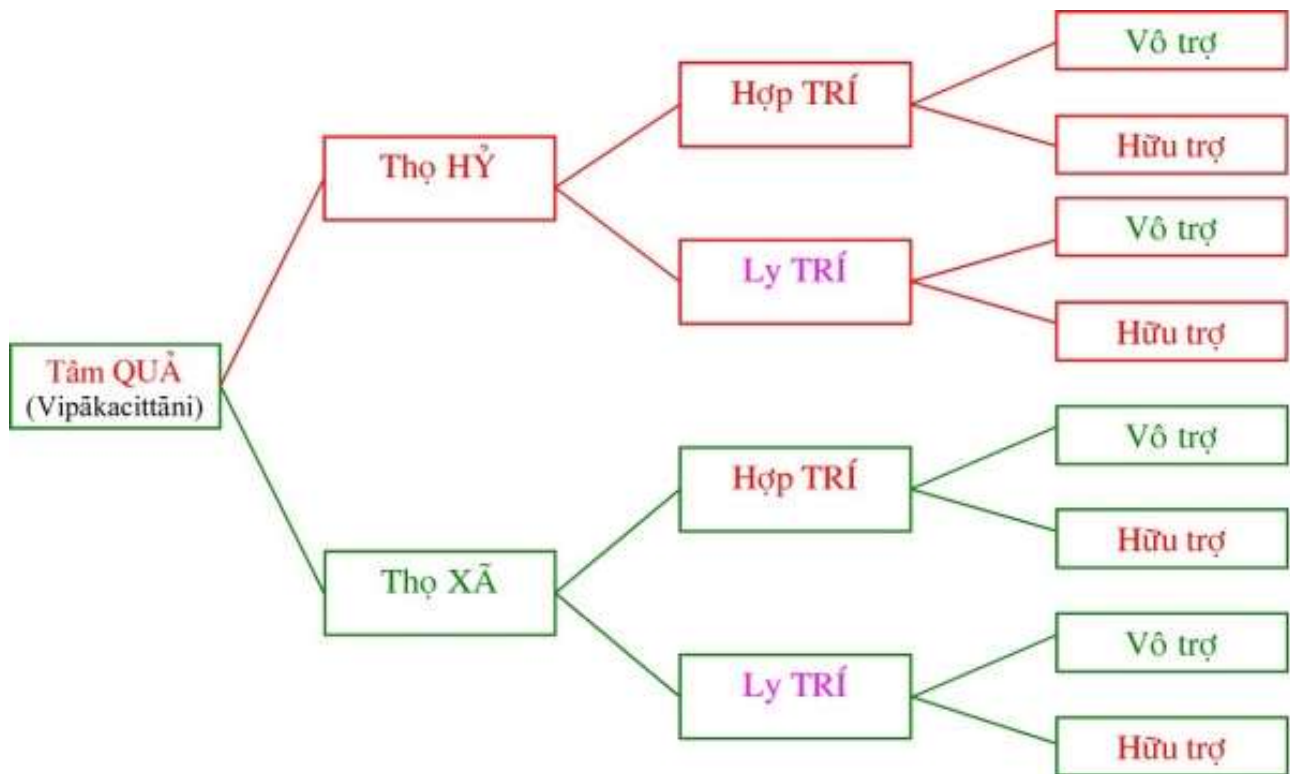 Vô trợ
Hợp TRÍ
Hữu trợ
Thọ HỶ
Vô trợ
Ly TRÍ
Hữu trợ
Tâm QUẢ
(Vipākacittāni)
Vô trợ
Hợp TRÍ
Hữu trợ
Thọ XÃ
Vô trợ
Ly TRÍ
Hữu trợ